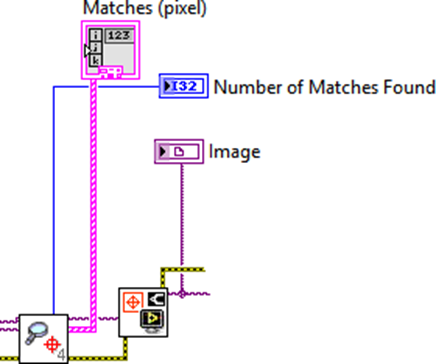 Matches (pixel)
i
123
j
k
I32
Number of Matches Found
Image
4